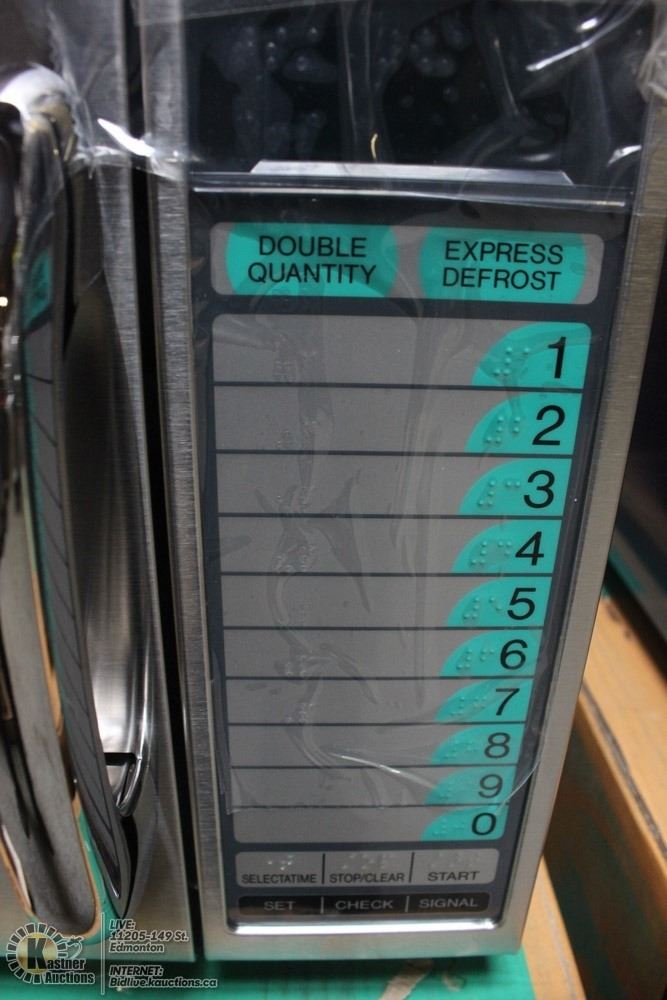 DOUBLE
QUANTITY
EXPRESS
DEFROST
1
2
3
4
5
6
7
8
9
0
SELECTATIME
STOP/CLEAR
START
SET
CHECK
SIGNAL
Kastner
Auctions
LIVE:
11205-149 St.
Edmonton
INTERNET:
Bidlive.kauctions.ca